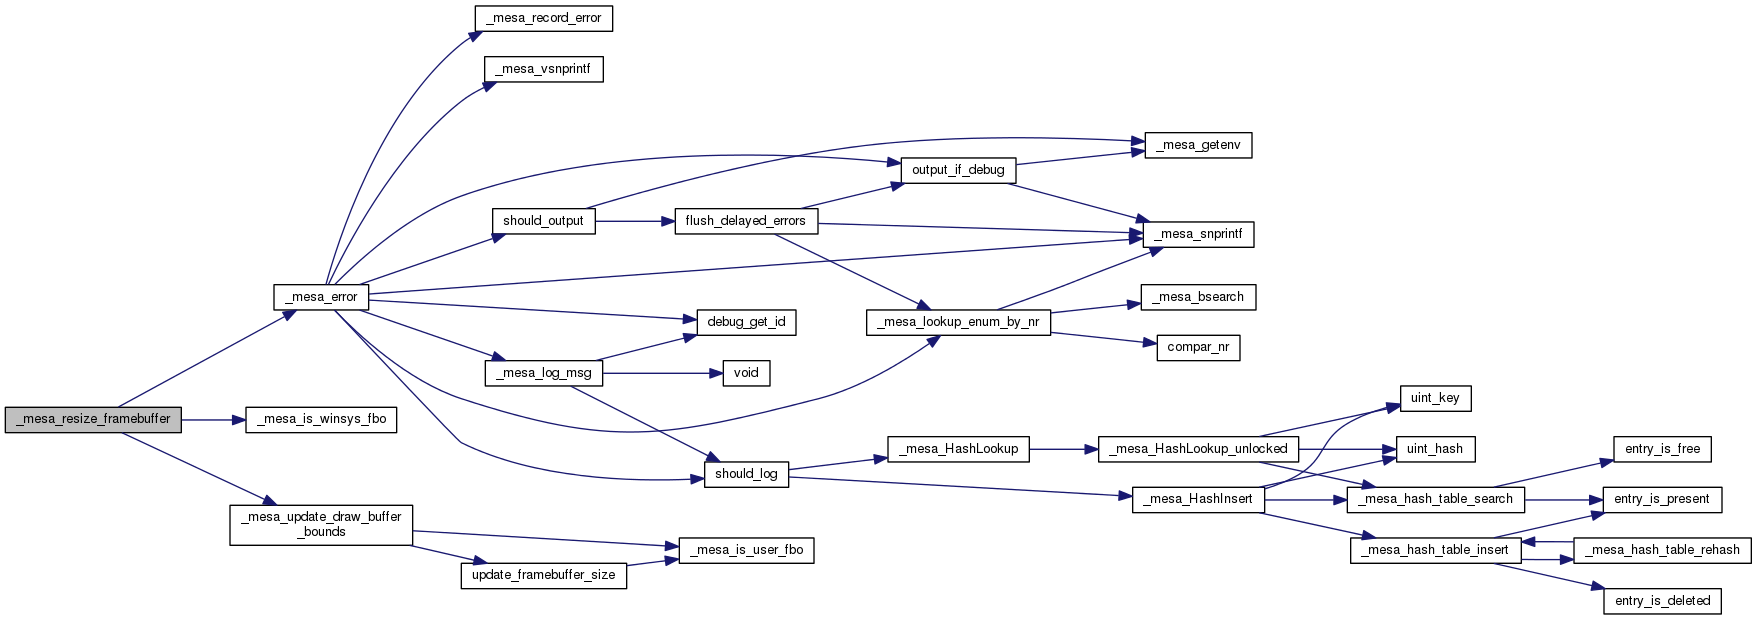 _mesa_record_error
_mesa_vsnprintf
_mesa_getenv
output_if_debug
should_output
flush_delayed_errors
_mesa_snprintf
_mesa_error
_mesa_bsearch
debug_get_id
_mesa_lookup_enum_by_nr
compar_nr
_mesa_log_msg
void
uint_key
_mesa_resize_framebuffer
_mesa_is_winsys_fbo
_mesa_HashLookup
_mesa_HashLookup_unlocked
uint_hash
entry_is_free
should_log
_mesa_HashInsert
_mesa_hash_table_search
entry_is_present
_mesa_update_draw_buffer
_bounds
_mesa_is_user_fbo
_mesa_hash_table_insert
_mesa_hash_table_rehash
update_framebuffer_size
entry_is_deleted